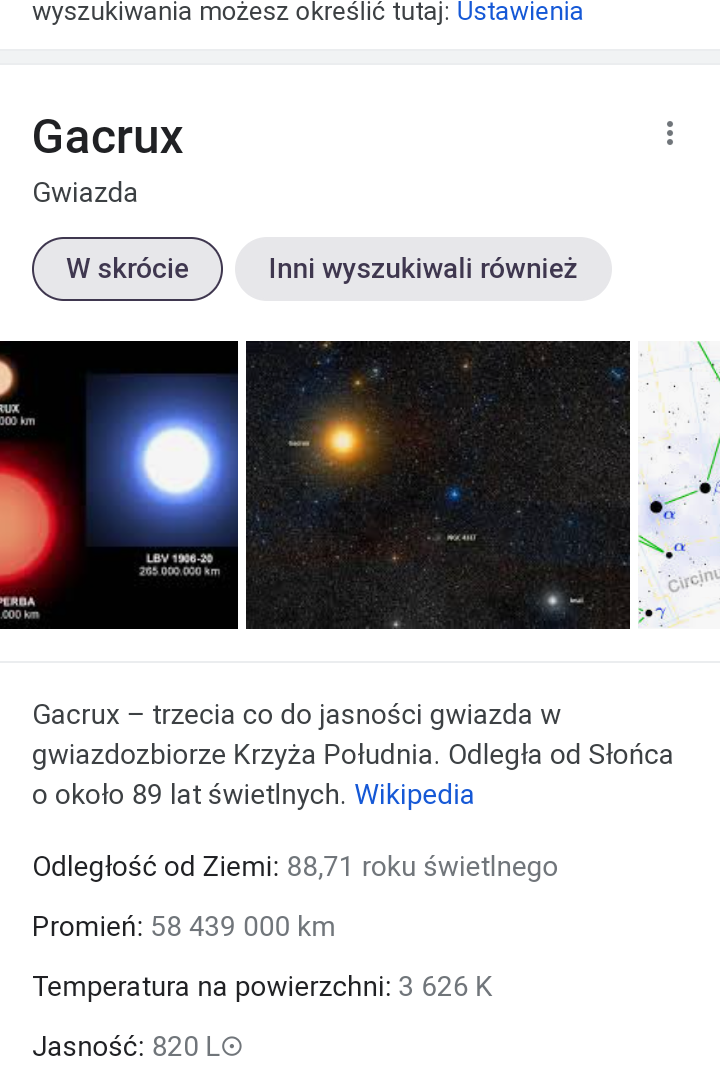 wyszukiwania możesz określić tutaj: Ustawienia
Gacrux
Gwiazda
W skrócie
Inni wyszukiwali również
RUX
000 km
LBV 1906-20
265.000.000 km
PERBA
.000 km
NGC 4337
α
β
α
Circinu
γ
Gacrux – trzecia co do jasności gwiazda w
gwiazdozbiorze Krzyża Południa. Odległa od Słońca
o około 89 lat świetlnych. Wikipedia
Odległość od Ziemi: 88,71 roku świetlnego
Promień: 58 439 000 km
Temperatura na powierzchni: 3 626 K
Jasność: 820 L☉